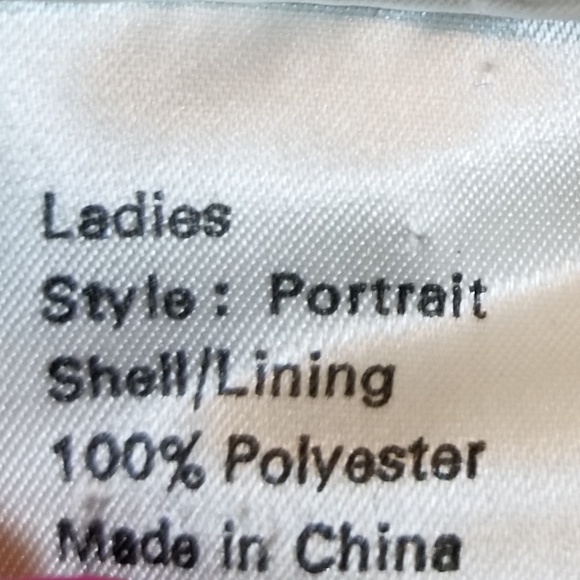 Ladies
Style: Portrait
Shell/Lining
100% Polyester
Made in China